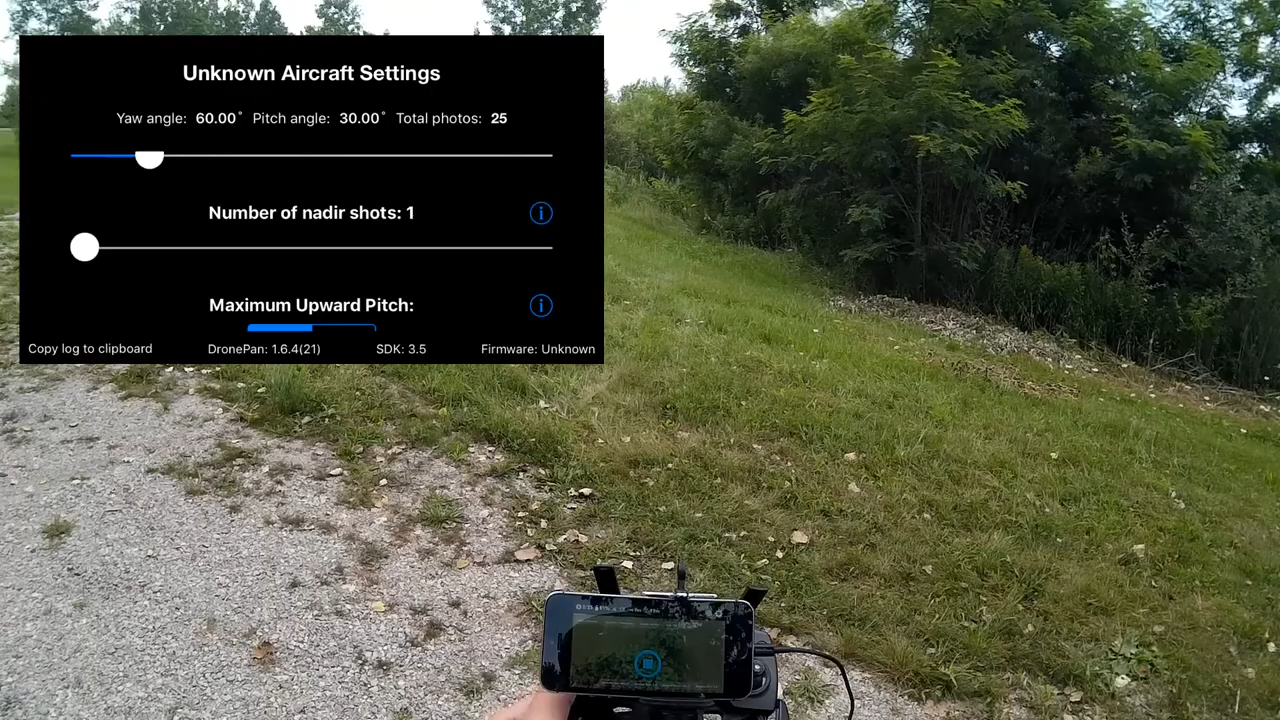 Unknown Aircraft Settings
Yaw angle: 60.00° Pitch angle: 30.00° Total photos: 25
Number of nadir shots: 1
Maximum Upward Pitch:
Copy log to clipboard DronePan: 1.6.4(21) SDK: 3.5 Firmware: Unknown